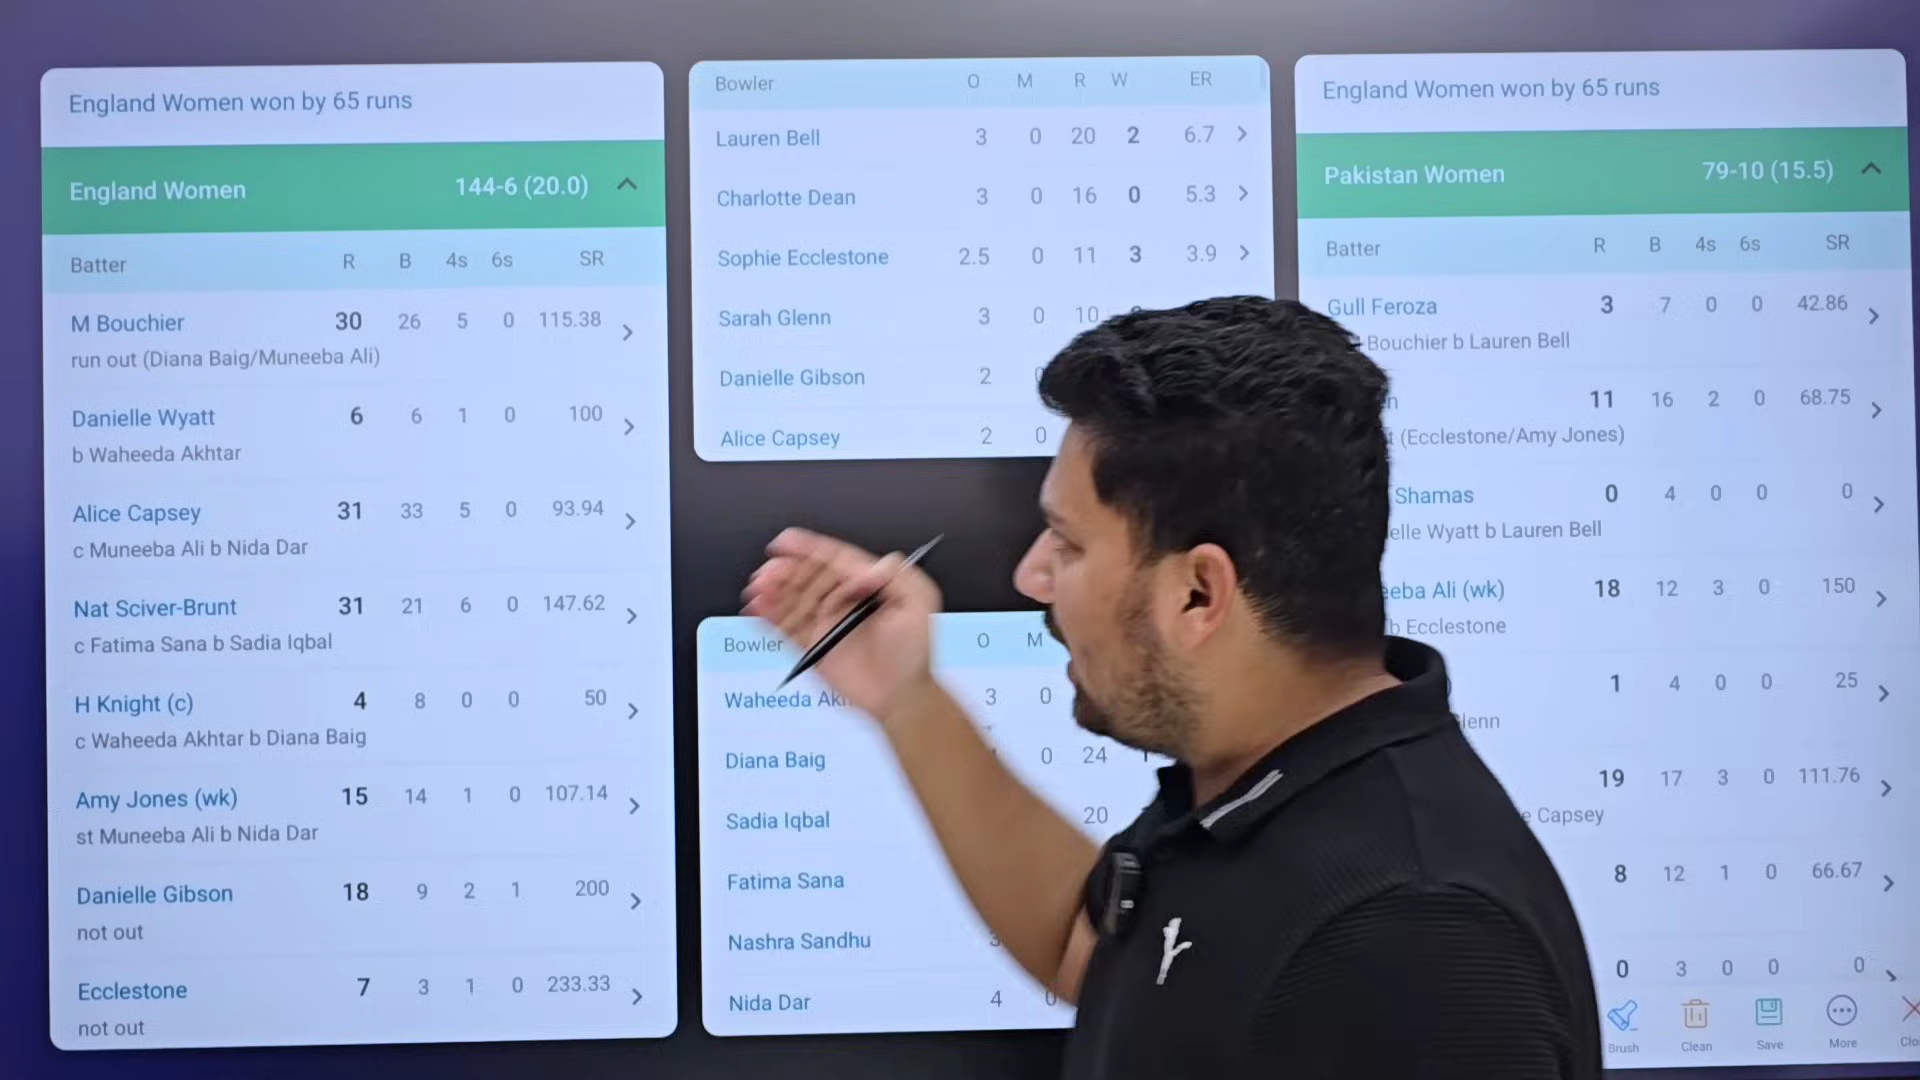 England Women won by 65 runs
England Women 144-6 (20.0)
Batter R B 4s 6s SR
M Bouchier 30 26 5 0 115.38
run out (Diana Baig/Muneeba Ali)
Danielle Wyatt 6 6 1 0 100
b Waheeda Akhtar
Alice Capsey 31 33 5 0 93.94
c Muneeba Ali b Nida Dar
Nat Sciver-Brunt 31 21 6 0 147.62
c Fatima Sana b Sadia Iqbal
H Knight (c) 4 8 0 0 50
c Waheeda Akhtar b Diana Baig
Amy Jones (wk) 15 14 1 0 107.14
st Muneeba Ali b Nida Dar
Danielle Gibson 18 9 2 1 200
not out
Ecclestone 7 3 1 0 233.33
not out
Bowler O M R W ER
Lauren Bell 3 0 20 2 6.7
Charlotte Dean 3 0 16 0 5.3
Sophie Ecclestone 2.5 0 11 3 3.9
Sarah Glenn 3 0 10
Danielle Gibson 2
Alice Capsey 2 0
Bowler O M
Waheeda 3 0
Diana Baig 0 24
Sadia Iqbal 20
Fatima Sana
Nashra Sandhu 3
Nida Dar 4 0
England Women won by 65 runs
Pakistan Women 79-10 (15.5)
Batter R B 4s 6s SR
Gull Feroza 3 7 0 0 42.86
Bouchier b Lauren Bell
11 16 2 0 68.75
(Ecclestone/Amy Jones)
Shamas 0 4 0 0 0
Wyatt b Lauren Bell
Ali (wk) 18 12 3 0 150
b Ecclestone
1 4 0 0 25
19 17 3 0 111.76
Capsey
8 12 1 0 66.67
0 3 0 0 0
Brush Clean Save More